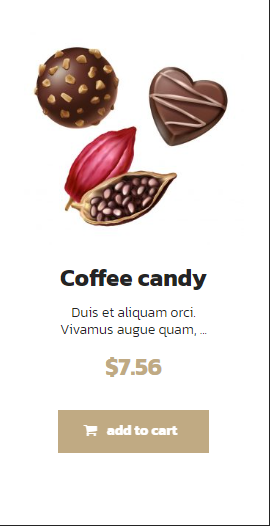 Coffee candy
Duis et aliquam orci.
Vivamus augue quam, ...
$7.56
add to cart